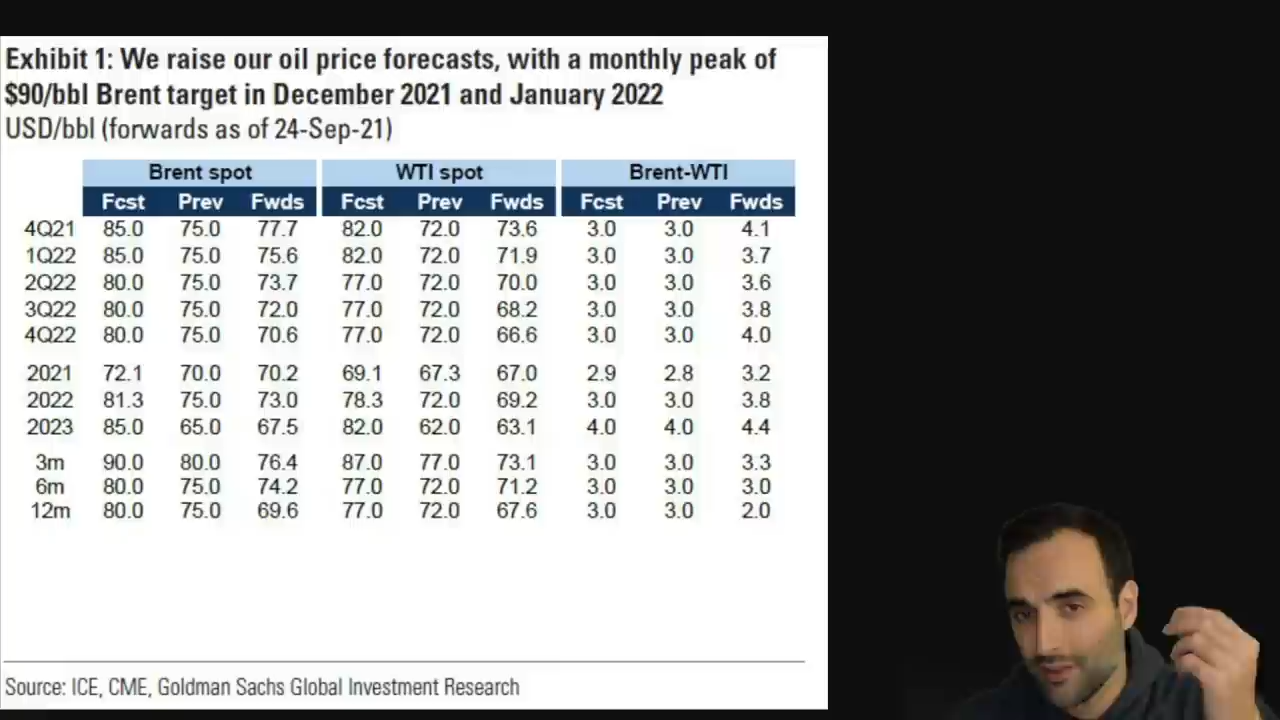 Exhibit 1: We raise our oil price forecasts, with a monthly peak of
$90/bbl Brent target in December 2021 and January 2022
USD/bbl (forwards as of 24-Sep-21)
Brent spot WTI spot Brent-WTI
Fcst Prev Fwds Fcst Prev Fwds Fcst Prev Fwds
4Q21 85.0 75.0 77.7 82.0 72.0 73.6 3.0 3.0 4.1
1Q22 85.0 75.0 75.6 82.0 72.0 71.9 3.0 3.0 3.7
2Q22 80.0 75.0 73.7 77.0 72.0 70.0 3.0 3.0 3.6
3Q22 80.0 75.0 72.0 77.0 72.0 68.2 3.0 3.0 3.8
4Q22 80.0 75.0 70.6 77.0 72.0 66.6 3.0 3.0 4.0
2021 72.1 70.0 70.2 69.1 67.3 67.0 2.9 2.8 3.2
2022 81.3 75.0 73.0 78.3 72.0 69.2 3.0 3.0 3.8
2023 85.0 65.0 67.5 82.0 62.0 63.1 4.0 4.0 4.4
3m 90.0 80.0 76.4 87.0 77.0 73.1 3.0 3.0 3.3
6m 80.0 75.0 74.2 77.0 72.0 71.2 3.0 3.0 3.0
12m 80.0 75.0 69.6 77.0 72.0 67.6 3.0 3.0 2.0
Source: ICE, CME, Goldman Sachs Global Investment Research